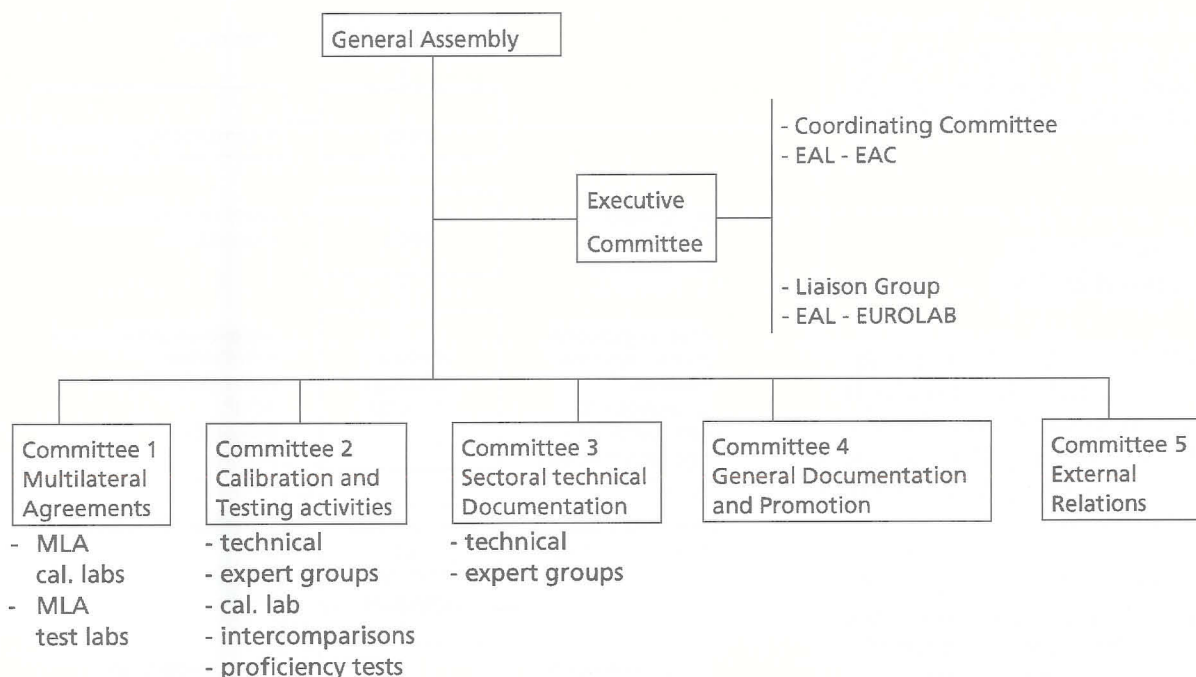 General Assembly
- Coordinating Committee
- EAL - EAC
Executive
Committee
- Liaison Group
- EAL - EUROLAB
Committee 1
Multilateral
Agreements
- MLA
cal. labs
- MLA
test labs
Committee 2
Calibration and
Testing activities
- technical
- expert groups
- cal. lab
- intercomparisons
- proficiency tests
Committee 3
Sectoral technical
Documentation
- technical
- expert groups
Committee 4
General Documentation
and Promotion
Committee 5
External
Relations